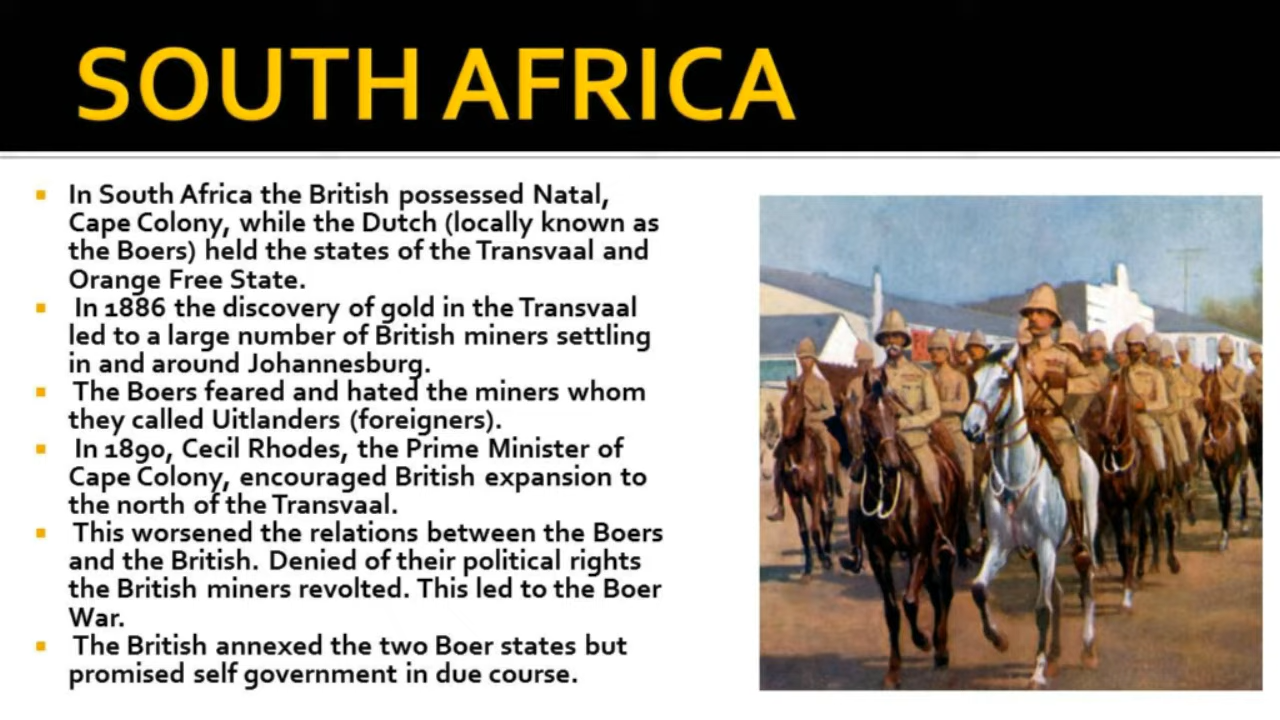 SOUTH AFRICA
In South Africa the British possessed Natal,
Cape Colony, while the Dutch (locally known as
the Boers) held the states of the Transvaal and
Orange Free State.
In 1886 the discovery of gold in the Transvaal
led to a large number of British miners settling
in and around Johannesburg.
The Boers feared and hated the miners whom
they called Uitlanders (foreigners).
In 1890, Cecil Rhodes, the Prime Minister of
Cape Colony, encouraged British expansion to
the north of the Transvaal.
This worsened the relations between the Boers
and the British. Denied of their political rights
the British miners revolted. This led to the Boer
War.
The British annexed the two Boer states but
promised self government in due course.